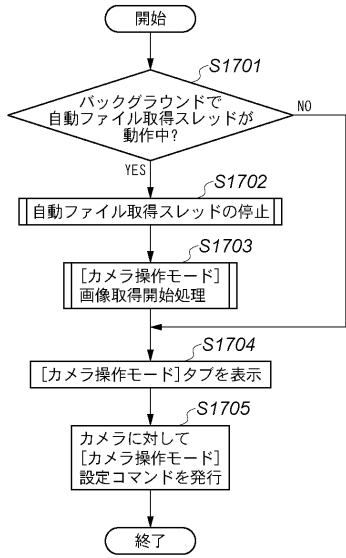 開始
S1701
バックグラウンドで
自動ファイル取得スレッドが
動作中?
NO
YES
S1702
自動ファイル取得スレッドの停止
S1703
[カメラ操作モード]
画像取得開始処理
S1704
[カメラ操作モード]タブを表示
S1705
カメラに対して
[カメラ操作モード]
設定コマンドを発行
終了